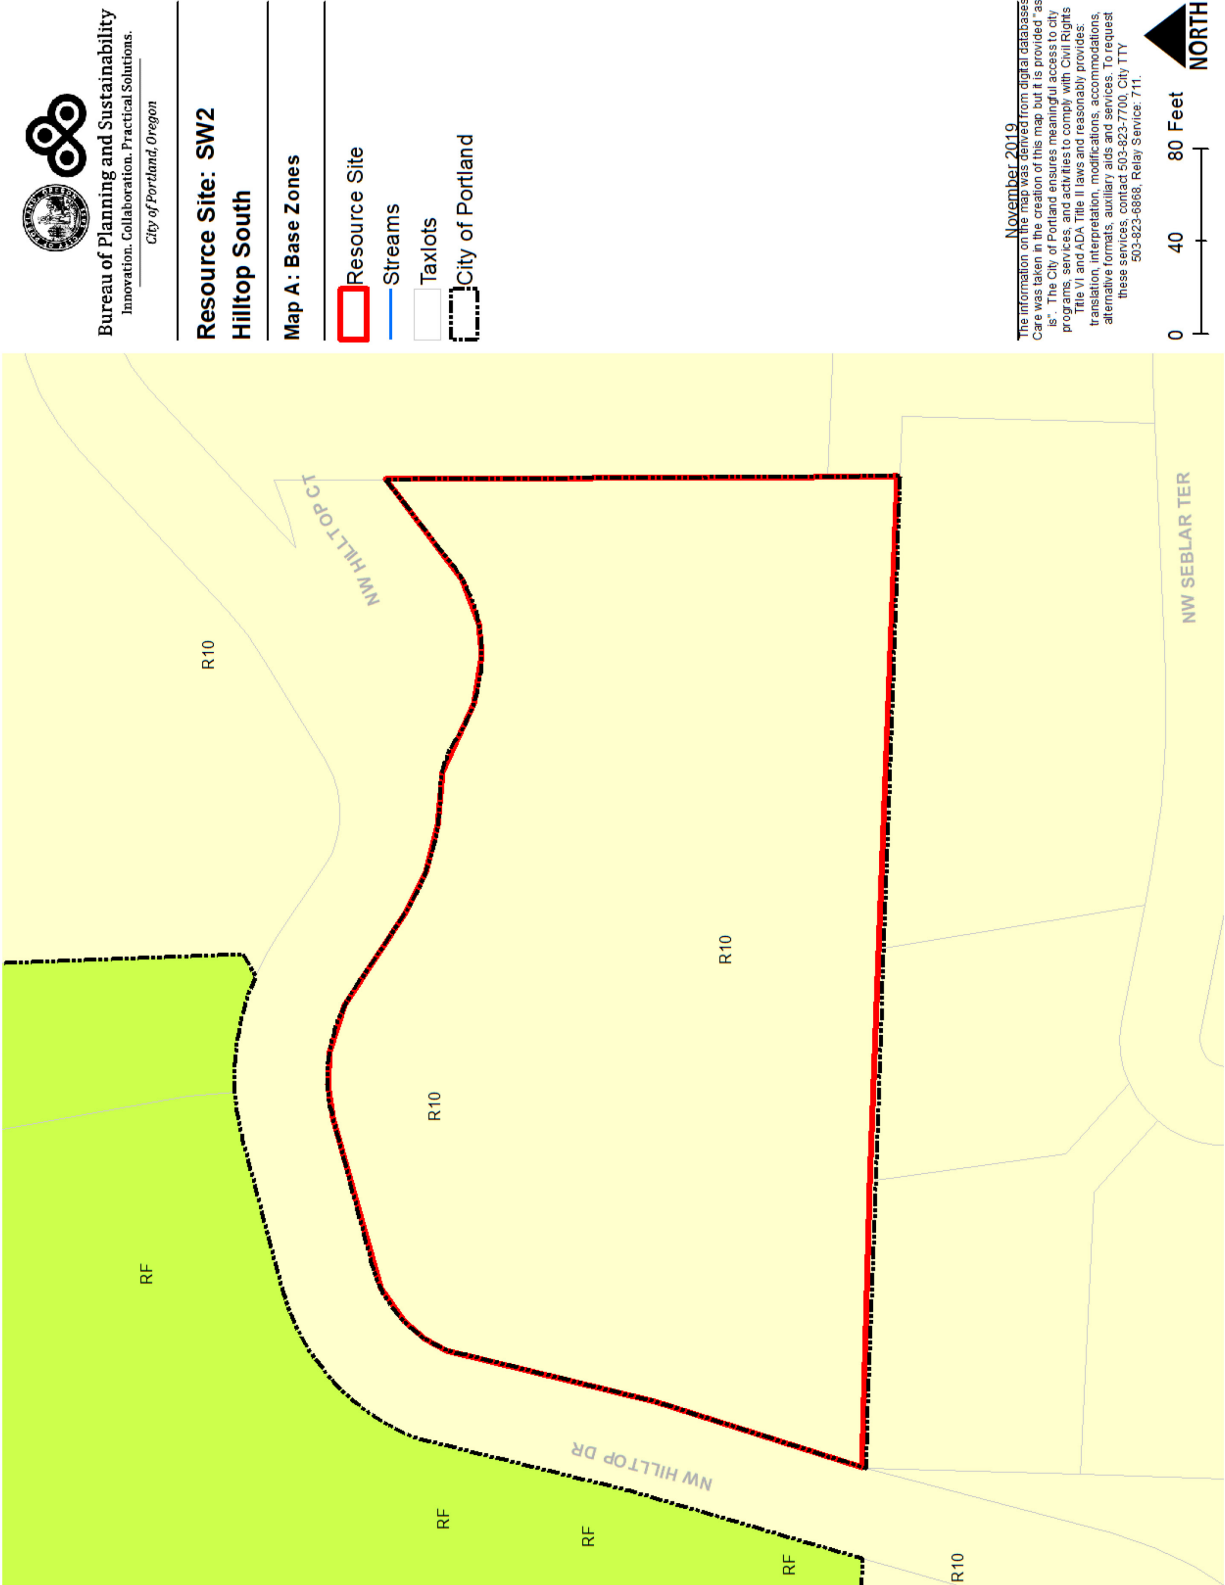 Bureau of Planning and Sustainability
Innovation. Collaboration. Practical Solutions.
City of Portland, Oregon
Resource Site: SW2
Hilltop South
Map A: Base Zones
Resource Site
Streams
Taxlots
City of Portland
November 2019
The information on the map was derived from digital databases
Care was taken in the creation of this map but it is provided "as
is". The City of Portland ensures meaningful access to city
programs, services, and activities to comply with Civil Rights
Title VI and ADA Title II laws and reasonably provides:
translation, interpretation, modifications, accommodations,
alternative formats, auxiliary aids and services. To request
these services, contact 503-823-7700, City TTY
503-823-6868, Relay Service: 711.
0 40 80 Feet
NORTH
NW HILLTOP CT
R10
R10
R10
RF
NW HILLTOP DR
RF
RF
RF
R10
NW SEBLAR TER